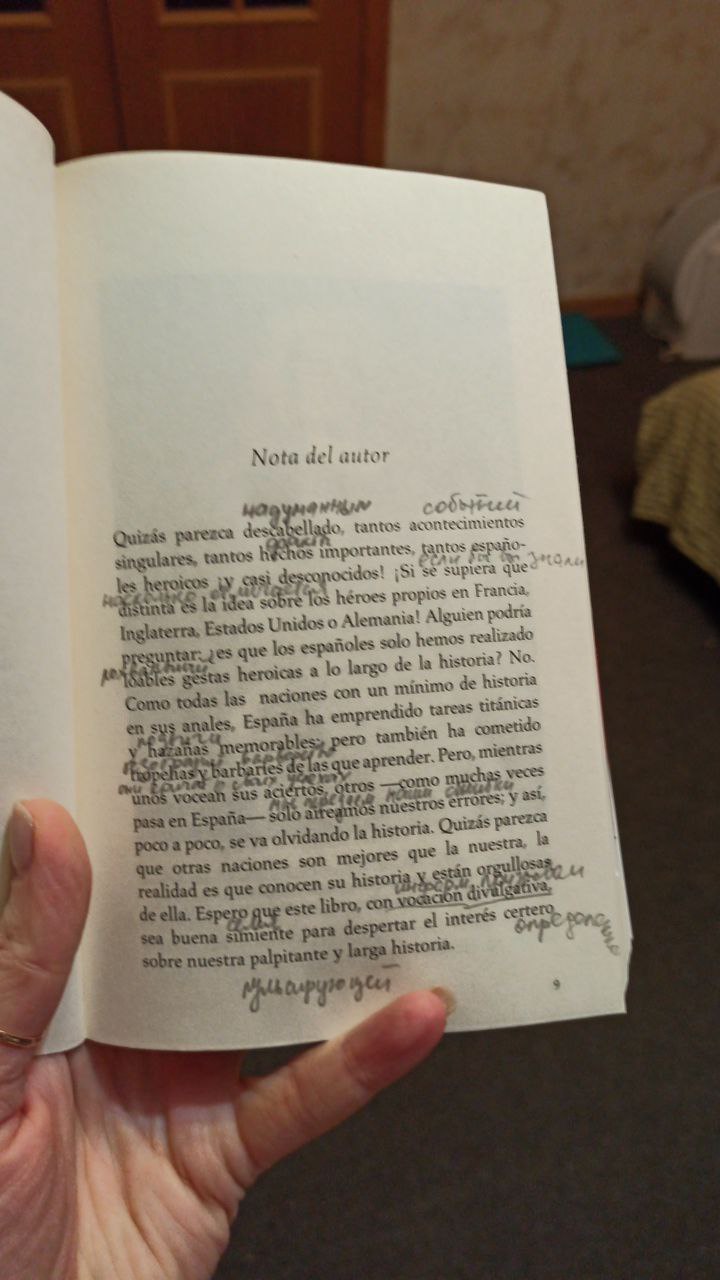 Nota del autor
надуманным событий
Quizás parezca descabellado, tantos acontecimientos
singulares, tantos hechos importantes, tantos españo-
если бы вы знали
les heroicos ¡y casi desconocidos! ¡Si se supiera que
насколько отличается
distinta es la idea sobre los héroes propios en Francia,
Inglaterra, Estados Unidos o Alemania! Alguien podría
preguntar: ¿es que los españoles solo hemos realizado
loables gestas heroicas a lo largo de la historia? No.
Como todas las naciones con un mínimo de historia
en sus anales, España ha emprendido tareas titánicas
y hazañas memorables; pero también ha cometido
tropelías y barbaries de las que aprender. Pero, mientras
unos vocean sus aciertos, otros —como muchas veces
ошибки
pasa en España— solo aireamos nuestros errores; y así,
poco a poco, se va olvidando la historia. Quizás parezca
que otras naciones son mejores que la nuestra, la
realidad es que conocen su historia y están orgullosas
de ella. Espero que este libro, con vocación divulgativa,
sea buena simiente para despertar el interés certero
sobre nuestra palpitante y larga historia.
пульсирующей
9